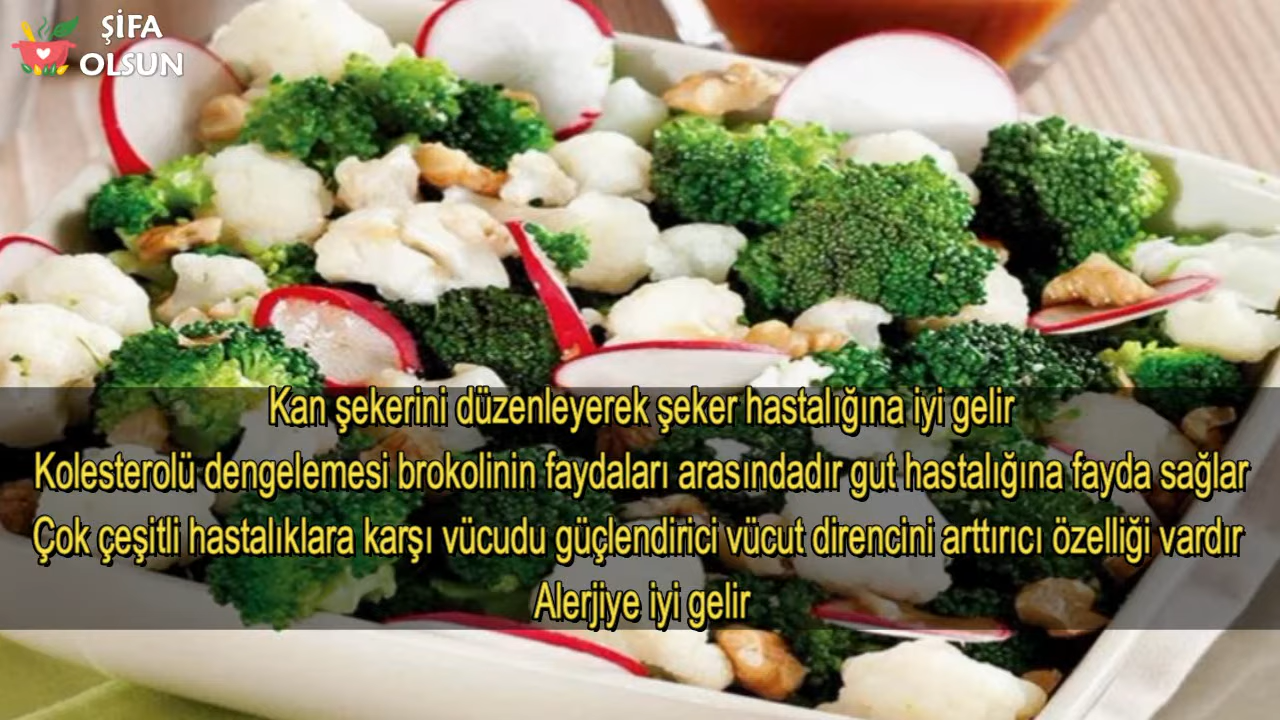 ŞİFA
OLSUN
Kan şekerini düzenleyerek şeker hastalığına iyi gelir
Kolesterolü dengelemesi brokolinin faydaları arasındadır gut hastalığına fayda sağlar
Çok çeşitli hastalıklara karşı vücudu güçlendirici vücut direncini arttırıcı özelliği vardır
Alerjiye iyi gelir